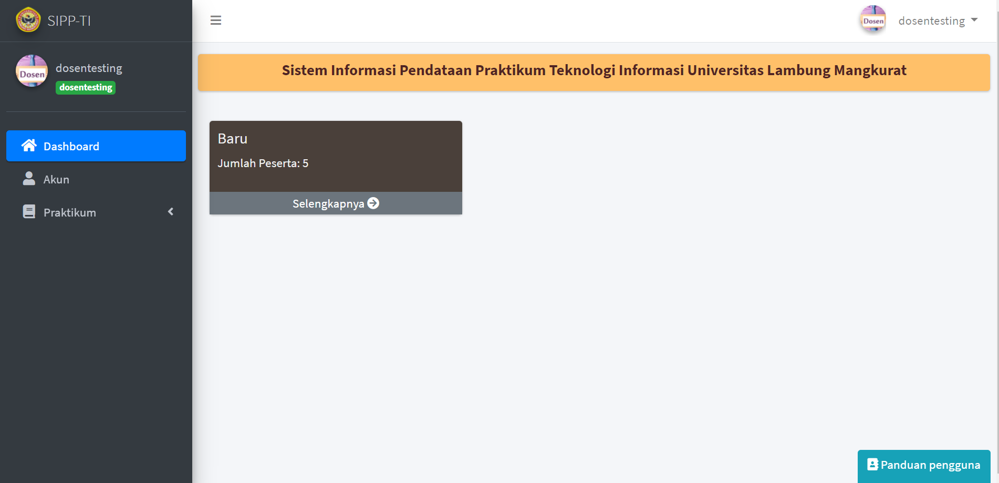 SIPP-TI
Dosen
dosentesting
Dosen
dosentesting
dosentesting
Sistem Informasi Pendataan Praktikum Teknologi Informasi Universitas Lambung Mangkurat
Dashboard
Akun
Praktikum
Baru
Jumlah Peserta: 5
Selengkapnya
Panduan pengguna